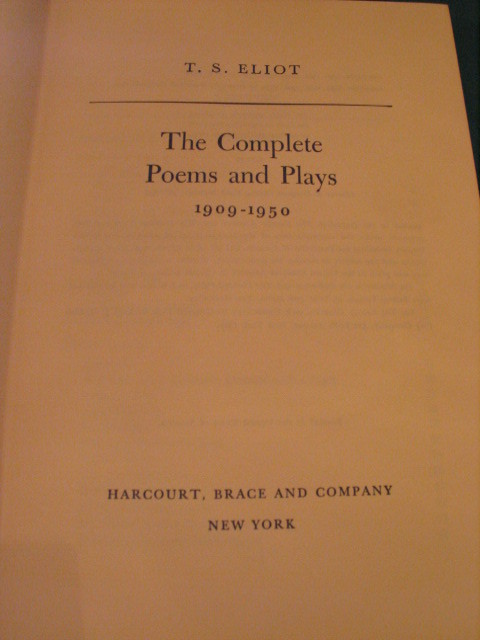 T. S. ELIOT
The Complete
Poems and Plays
1909-1950
HARCOURT, BRACE AND COMPANY
NEW YORK